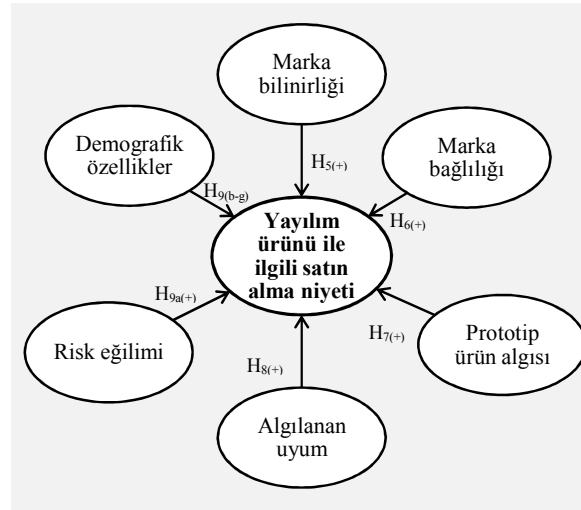 Marka
bilinirliği
Demografik
özellikler
Marka
bağlılığı
H5(+)
H9(b-g)
H6(+)
Yayılım
ürünü ile
ilgili satın
alma niyeti
H9a(+)
Risk eğilimi
H7(+)
Prototip
ürün algısı
H8(+)
Algılanan
uyum